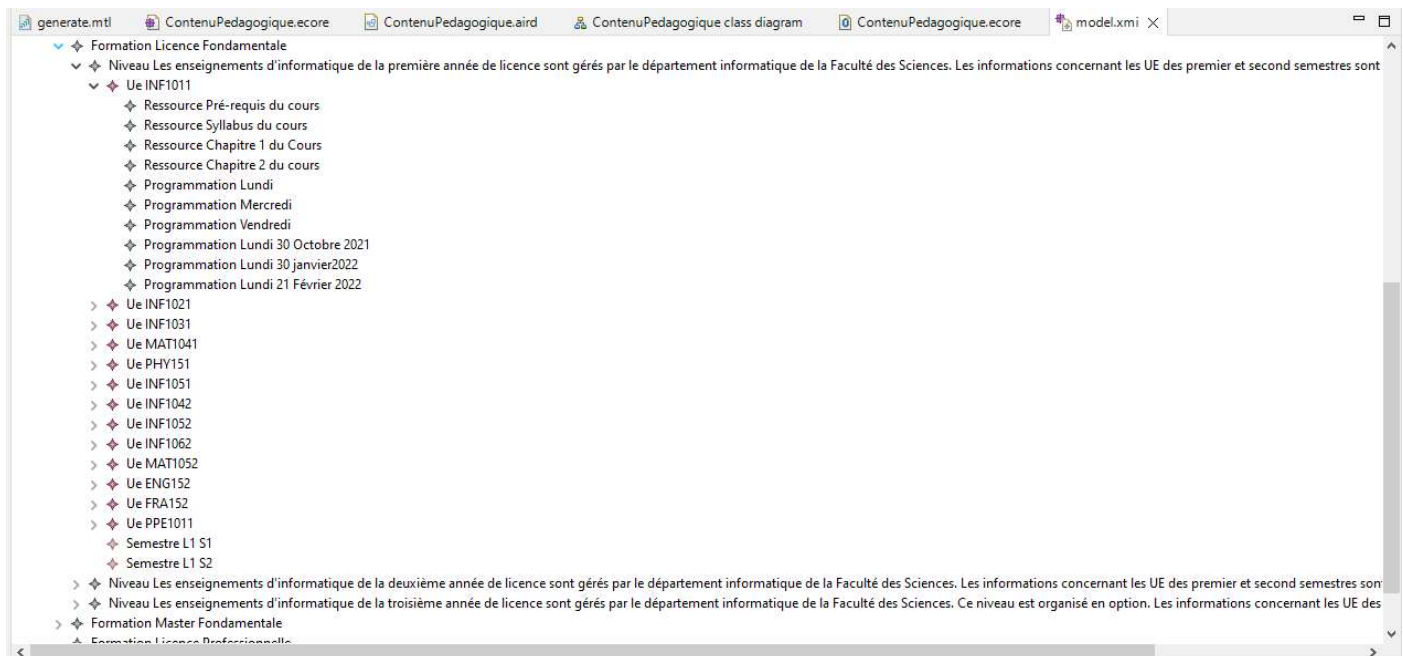 generate.mtl ContenuPedagogique.ecore ContenuPedagogique.aird ContenuPedagogique class diagram ContenuPedagogique.ecore model.xmi
Formation Licence Fondamentale
Niveau Les enseignements d'informatique de la première année de licence sont gérés par le département informatique de la Faculté des Sciences. Les informations concernant les UE des premier et second semestres sont
Ue INF1011
Ressource Pré-requis du cours
Ressource Syllabus du cours
Ressource Chapitre 1 du Cours
Ressource Chapitre 2 du cours
Programmation Lundi
Programmation Mercredi
Programmation Vendredi
Programmation Lundi 30 Octobre 2021
Programmation Lundi 30 janvier2022
Programmation Lundi 21 Février 2022
Ue INF1021
Ue INF1031
Ue MAT1041
Ue PHY151
Ue INF1051
Ue INF1042
Ue INF1052
Ue INF1062
Ue MAT1052
Ue ENG152
Ue FRA152
Ue PPE1011
Semestre L1 S1
Semestre L1 S2
Niveau Les enseignements d'informatique de la deuxième année de licence sont gérés par le département informatique de la Faculté des Sciences. Les informations concernant les UE des premier et second semestres son
Niveau Les enseignements d'informatique de la troisième année de licence sont gérés par le département informatique de la Faculté des Sciences. Ce niveau est organisé en option. Les informations concernant les UE des
Formation Master Fondamentale
Formation Licence Professionnelle